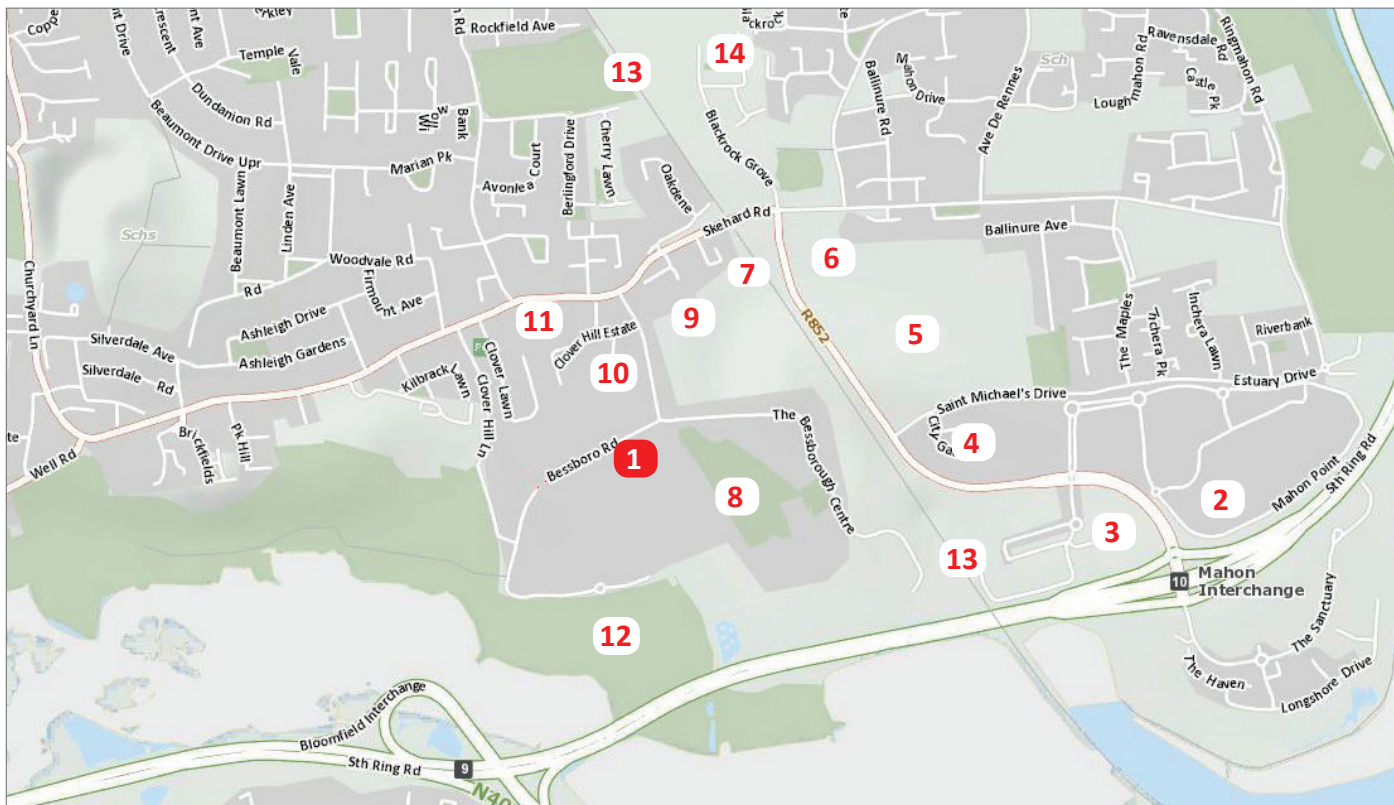 Rockfield Ave
Temple
Vale
Dundanion Rd
Beaumont Drive Upr
Beaumont Lawn
Linden Ave
Marian Pk
Bank
Avonlea
Court
Berlingford Drive
Cherry Lawn
Oakdene
13
14
Blackrock Grove
Skehard Rd
Ballinure Rd
Mahon
Drive
Ave De Rennes
Sch
Lough
mahon Rd
Ravensdale
Rd
Castle Pk
Ringmahon Rd
Schs
Churchyard Ln
Woodvale Rd
Rd
Firmount Ave
Ashleigh Drive
Ashleigh Gardens
Silverdale Ave
Silverdale Rd
Brickfields
Pk Hill
Well Rd
Kilbrack Lawn
Clover Lawn
Clover Hill Ln
11
Clover Hill Estate
10
9
7
6
R852
5
Ballinure Ave
The Maples
Inchera Pk
Inchera Lawn
Riverbank
Estuary Drive
Saint Michael's Drive
4
Bessboro Rd
1
8
The
Bessborough Centre
2
Mahon Point
Sth Ring Rd
3
13
10
Mahon
Interchange
12
The Sanctuary
The Haven
Longshore Drive
Bloomfield Interchange
Sth Ring Rd
9
N40